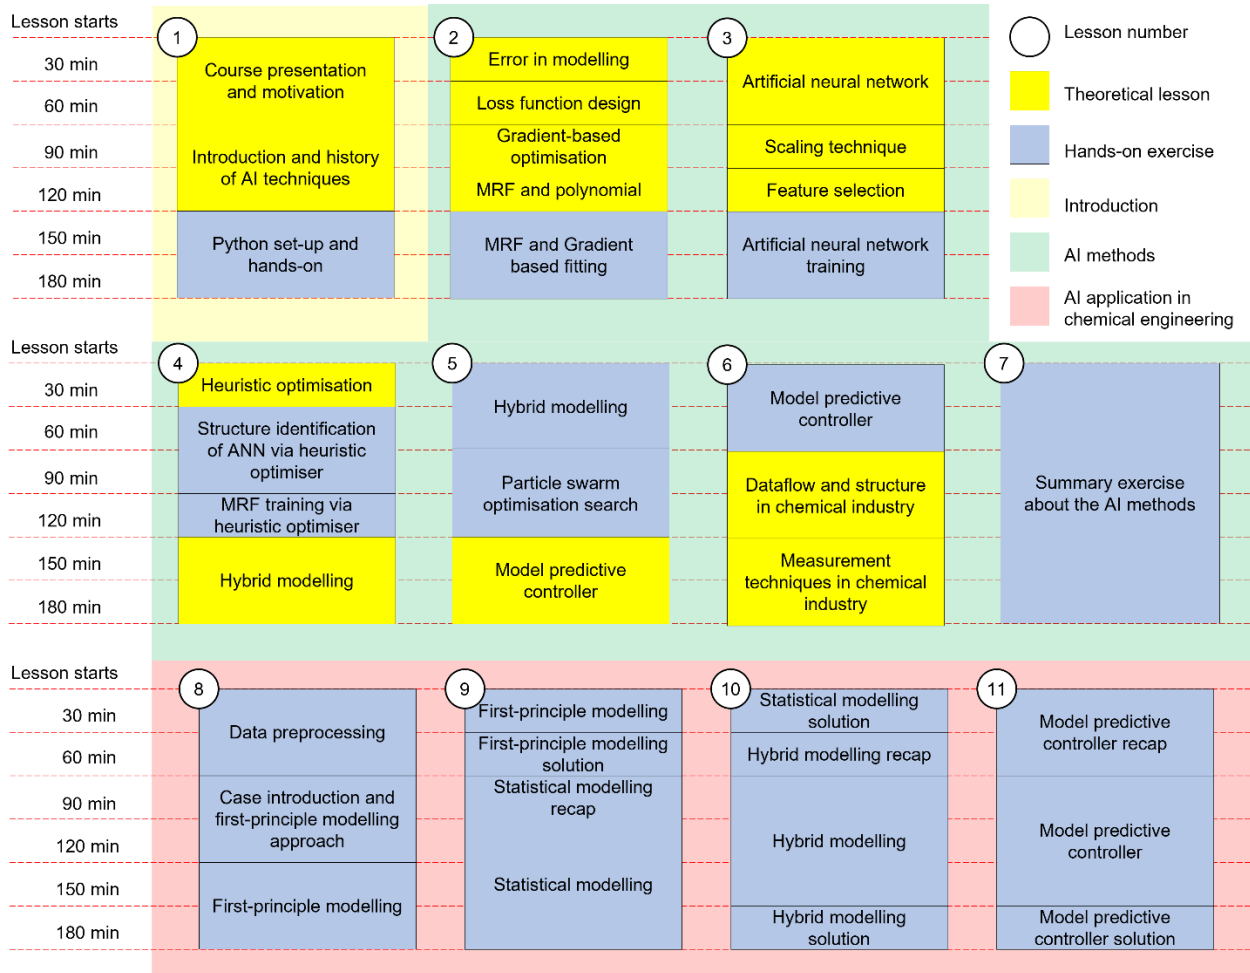 Lesson starts
30 min
60 min
90 min
120 min
150 min
180 min
1
Course presentation
and motivation
Introduction and history
of AI techniques
Python set-up and
hands-on
2
Error in modelling
Loss function design
Gradient-based
optimisation
MRF and polynomial
MRF and Gradient
based fitting
3
Artificial neural network
Scaling technique
Feature selection
Artificial neural network
training
Lesson number
Theoretical lesson
Hands-on exercise
Introduction
AI methods
AI application in
chemical engineering
Lesson starts
30 min
60 min
90 min
120 min
150 min
180 min
4
Heuristic optimisation
Structure identification
of ANN via heuristic
optimiser
MRF training via
heuristic optimiser
Hybrid modelling
5
Hybrid modelling
Particle swarm
optimisation search
Model predictive
controller
6
Model predictive
controller
Dataflow and structure
in chemical industry
Measurement
techniques in chemical
industry
7
Summary exercise
about the AI methods
Lesson starts
30 min
60 min
90 min
120 min
150 min
180 min
8
Data preprocessing
Case introduction and
first-principle modelling
approach
First-principle modelling
9
First-principle modelling
First-principle modelling
solution
Statistical modelling
recap
Statistical modelling
10
Statistical modelling
solution
Hybrid modelling recap
Hybrid modelling
Hybrid modelling
solution
11
Model predictive
controller recap
Model predictive
controller
Model predictive
controller solution